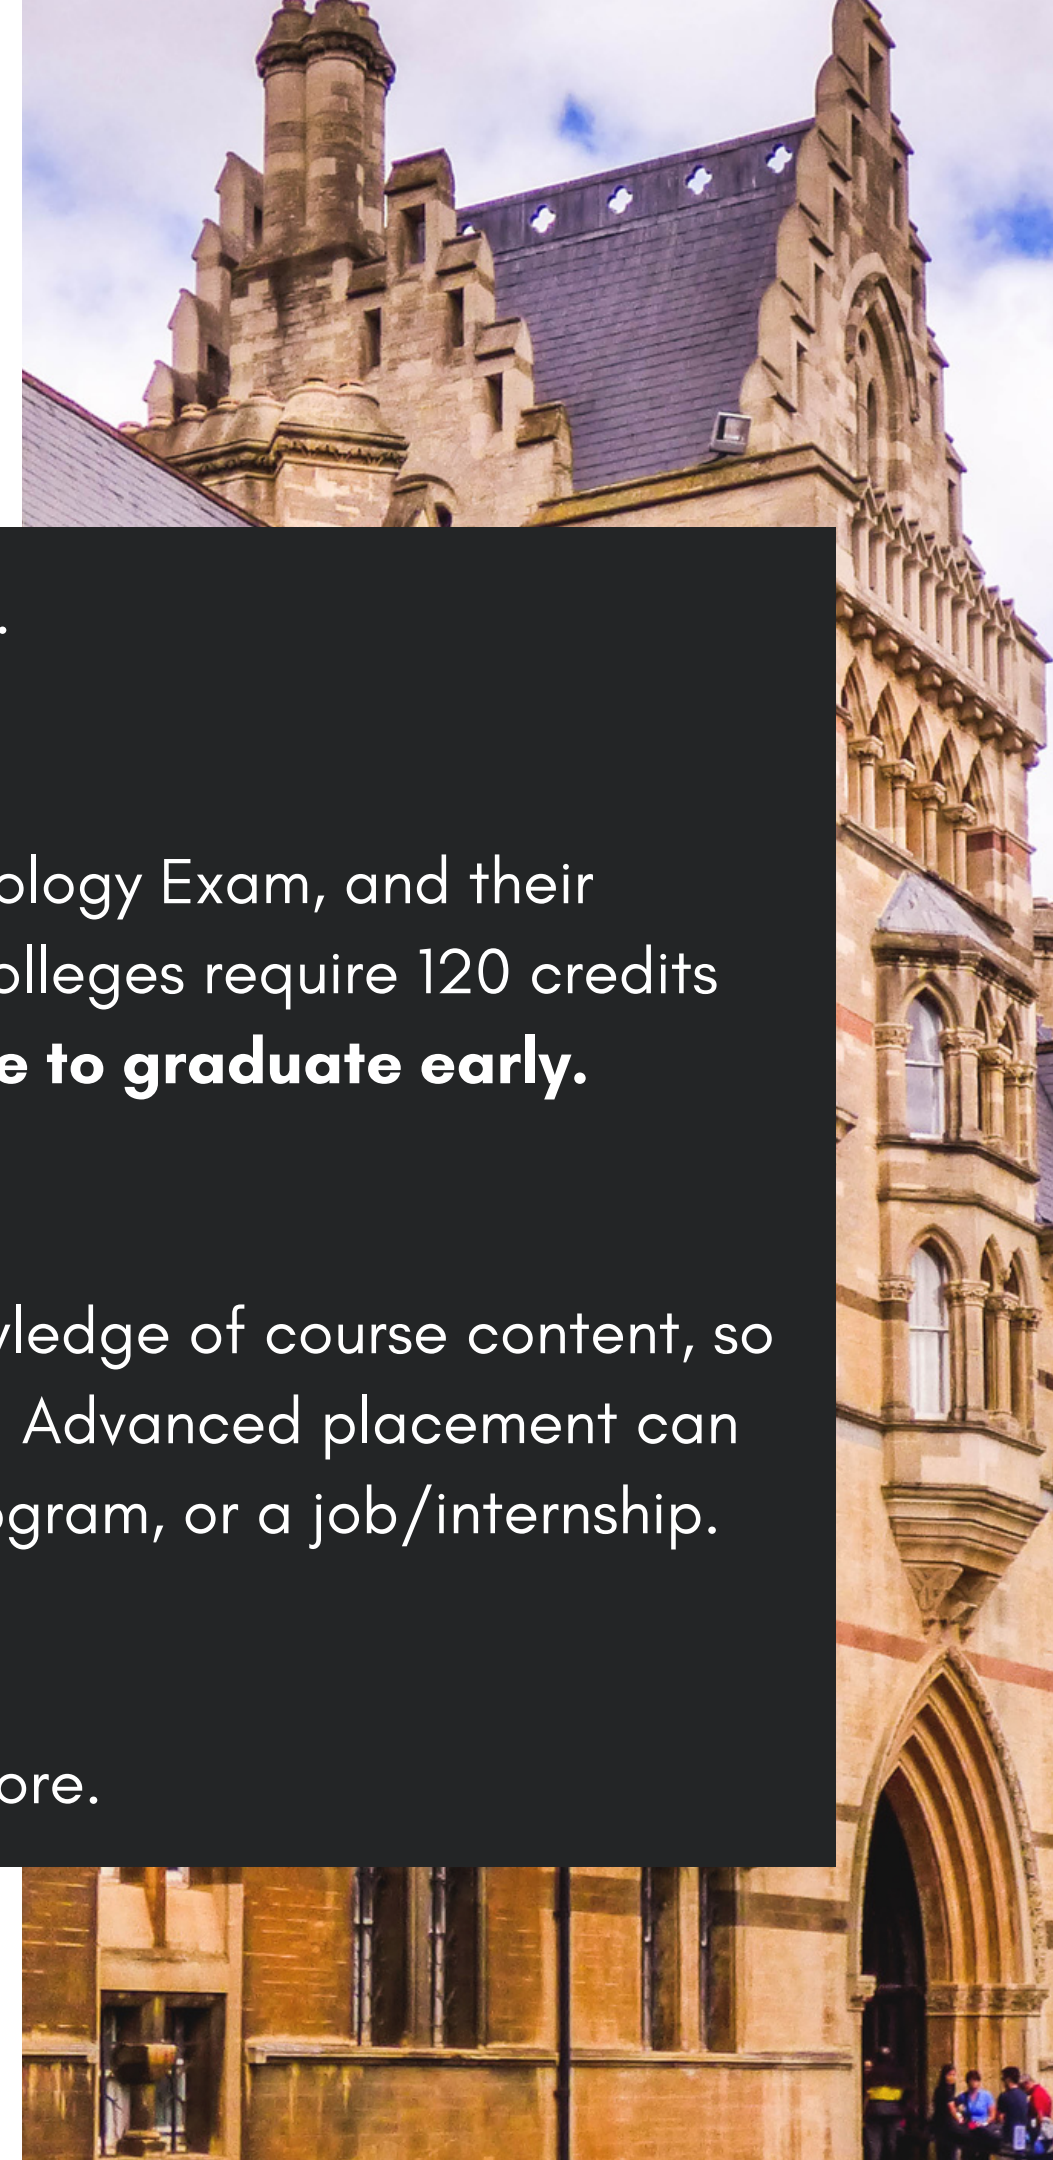 .
ology Exam, and their
olleges require 120 credits
e to graduate early.
ledge of course content, so
Advanced placement can
gram, or a job/internship.
ore.